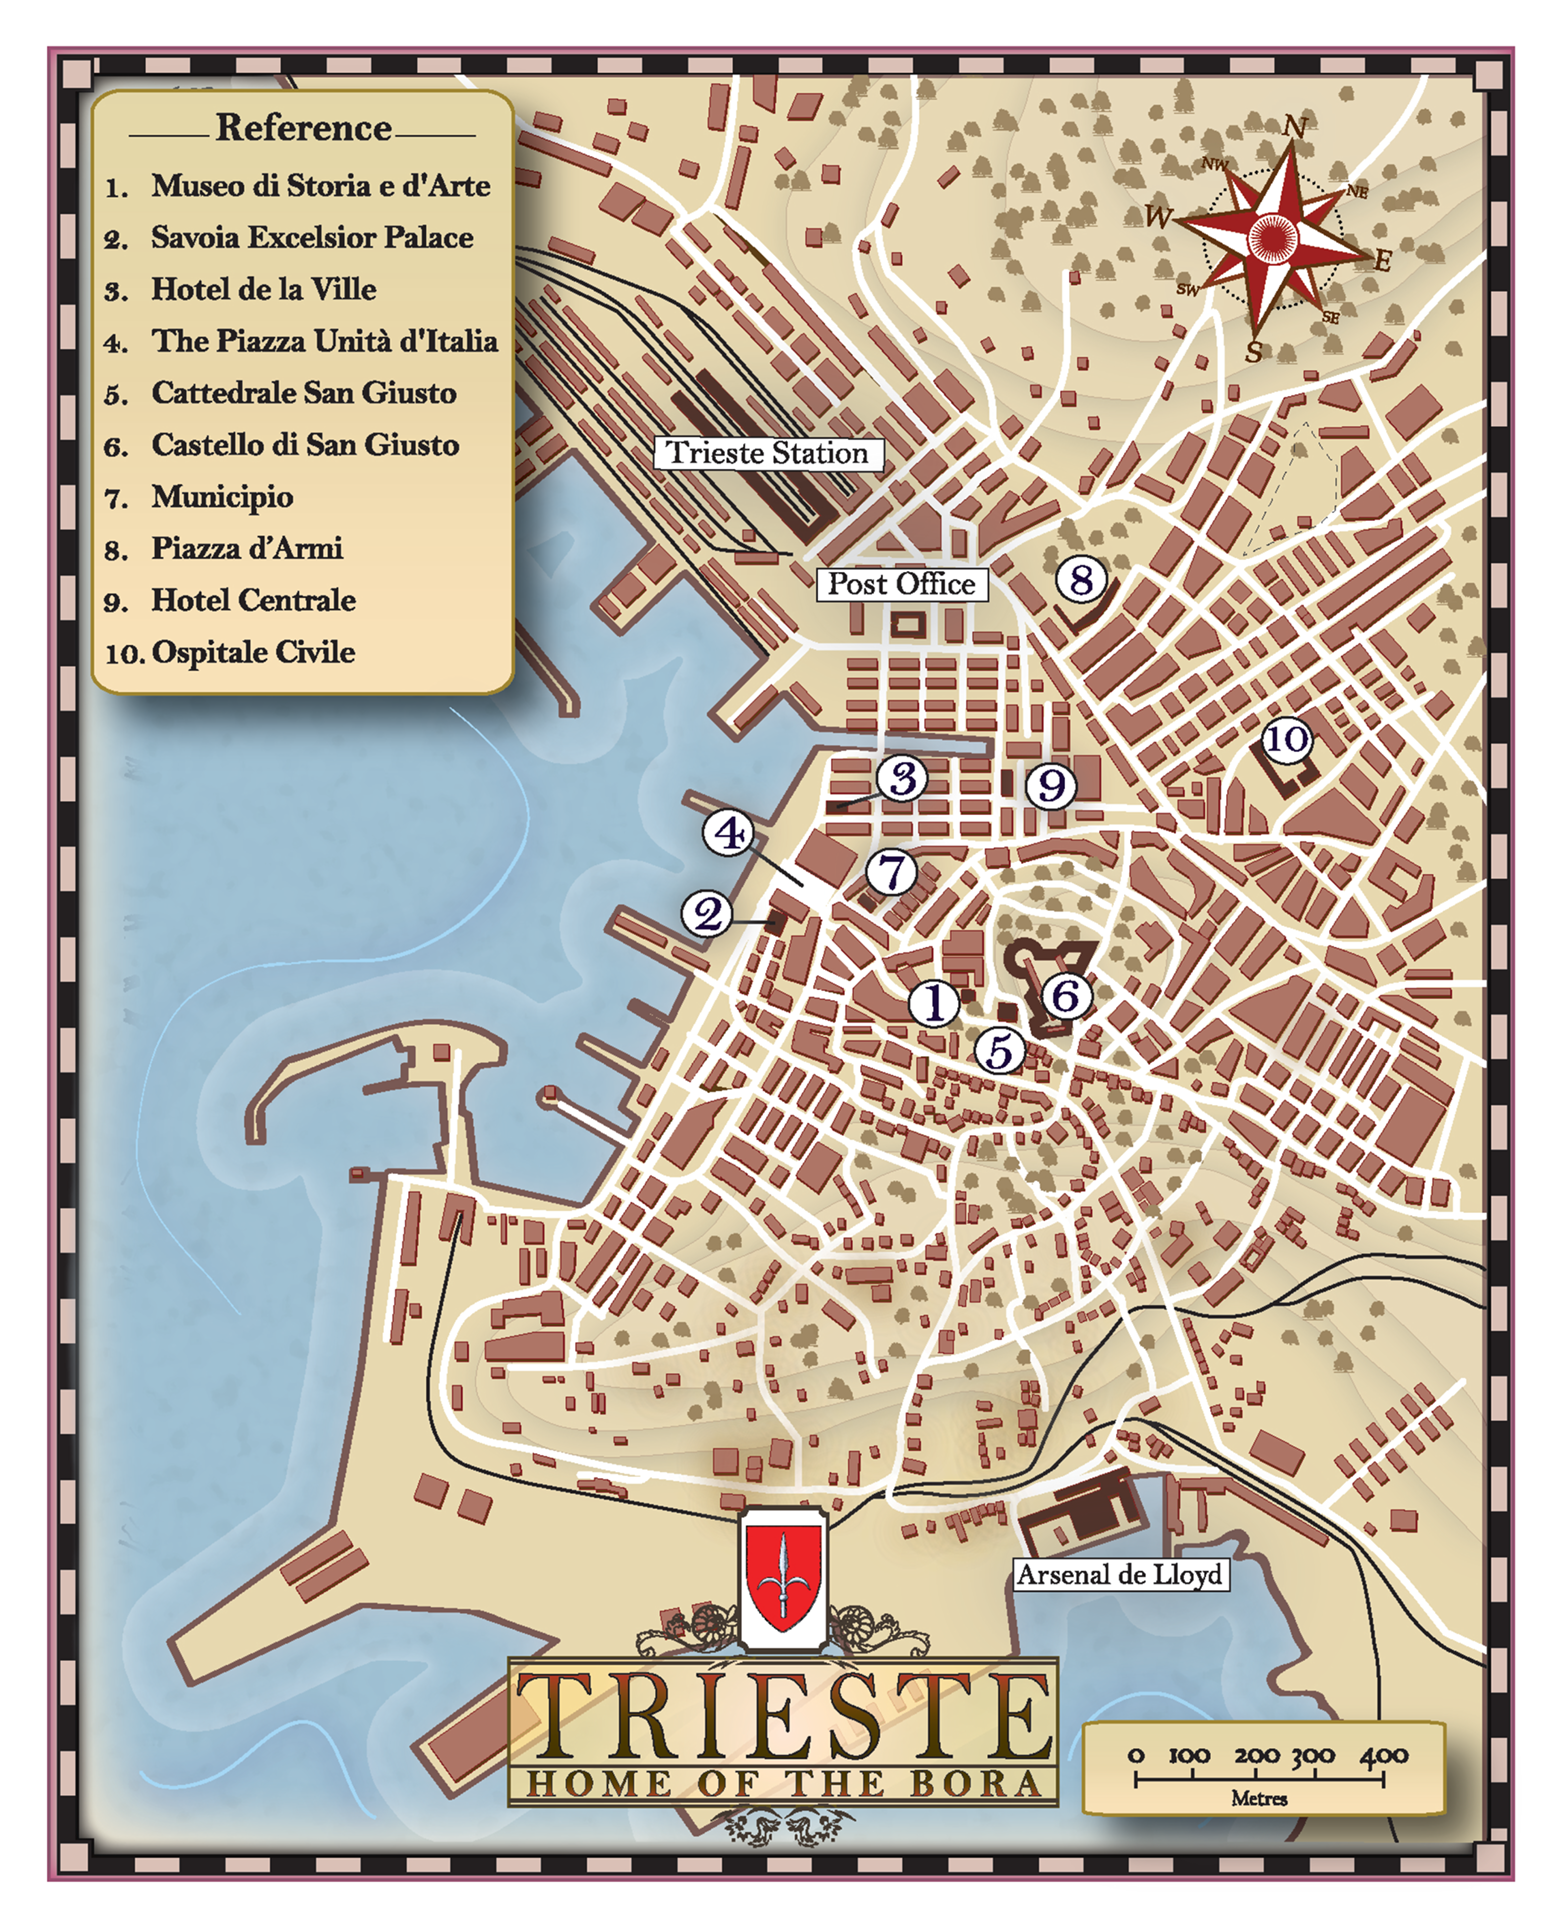 Reference
1. Museo di Storia e d'Arte
2. Savoia Excelsior Palace
3. Hotel de la Ville
4. The Piazza Unità d'Italia
5. Cattedrale San Giusto
6. Castello di San Giusto
7. Municipio
8. Piazza d’Armi
9. Hotel Centrale
10. Ospitale Civile
N
NW
NE
W
E
SW
SE
S
Trieste Station
Post Office
8
10
3
9
4
7
2
6
1
5
Arsenal de Lloyd
TRIESTE
HOME OF THE BORA
0 100 200 300 400
Metres